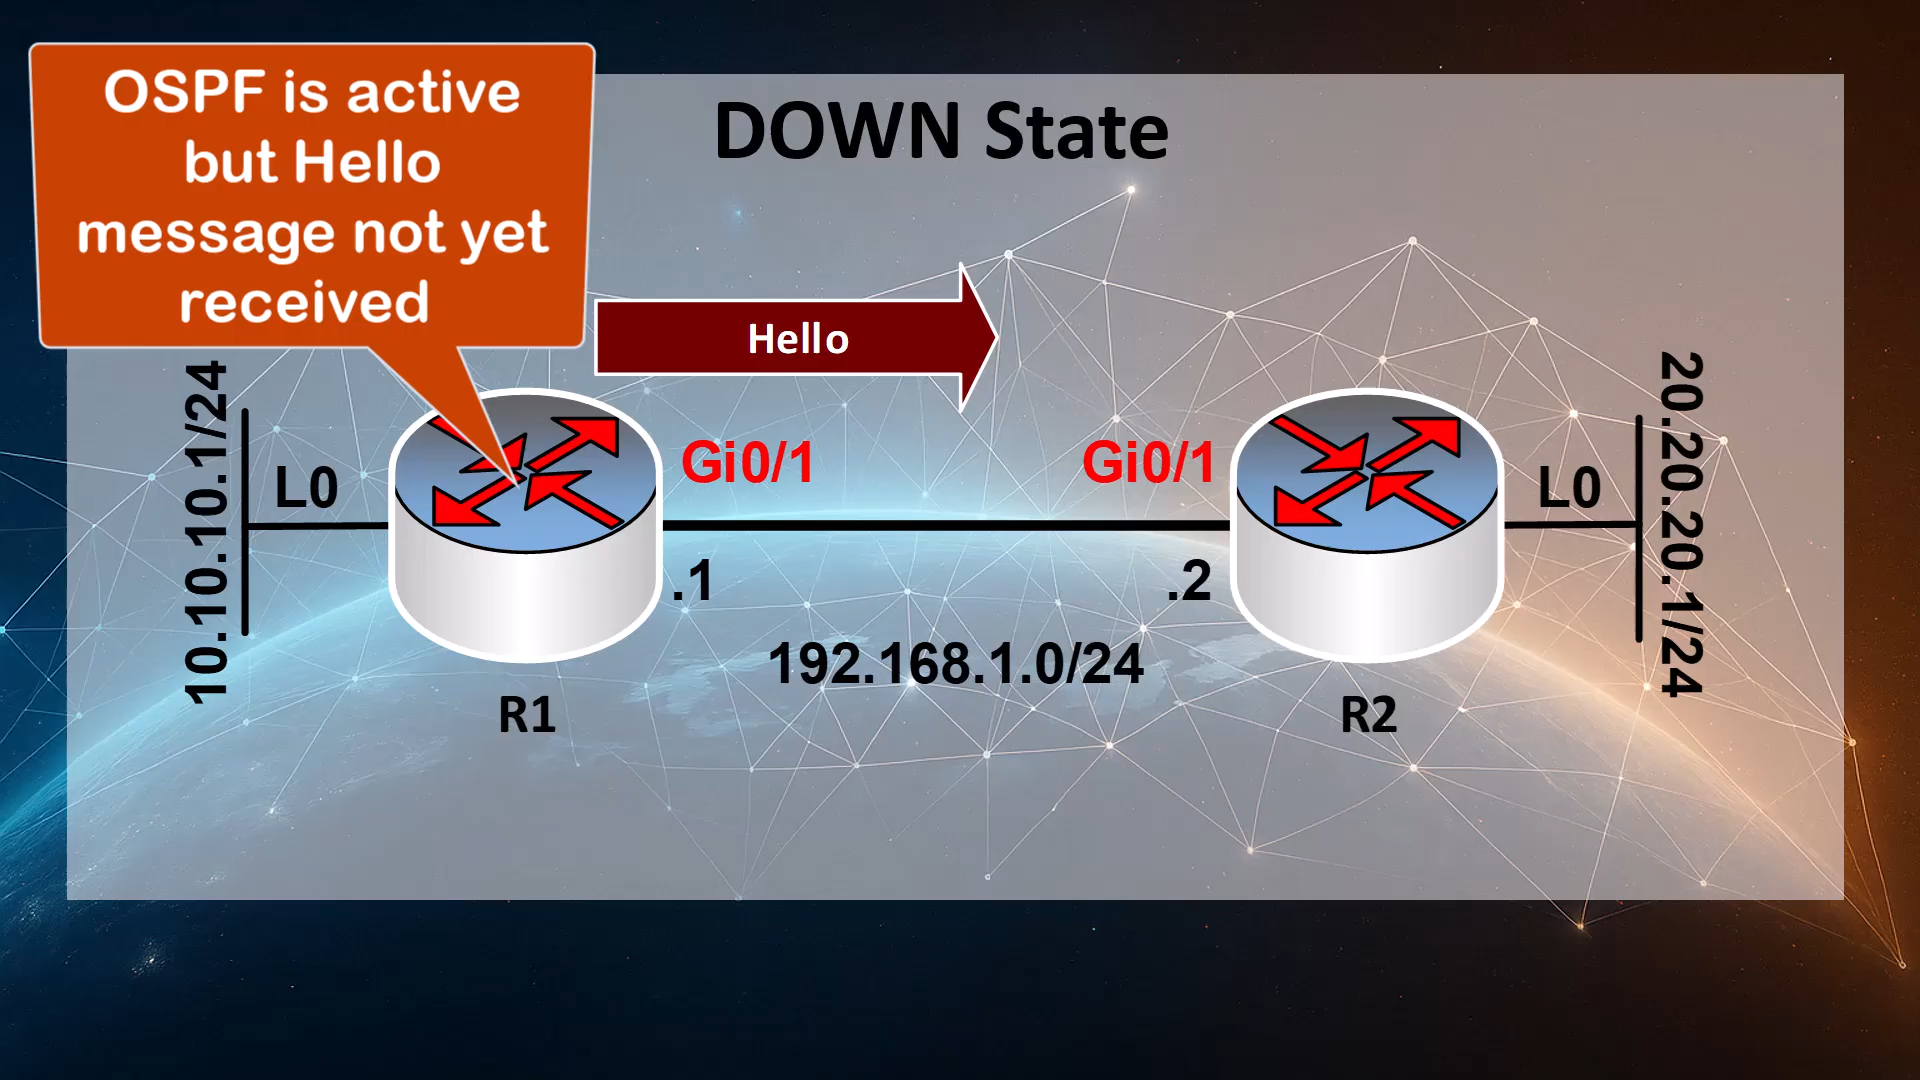 OSPF is active
but Hello
message not yet
received
DOWN State
Hello
10.10.10.1/24
L0
Gi0/1
Gi0/1
L0
20.20.20.1/24
.1
.2
192.168.1.0/24
R1
R2